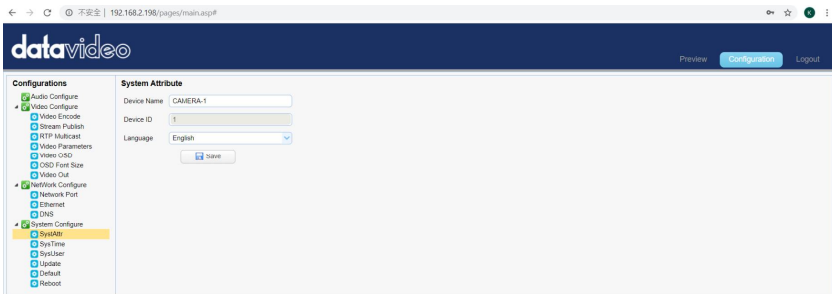 不安全 | 192.168.2.198/pages/main.asp#
K
datavideo
Preview
Configuration
Logout
Configurations
Audio Configure
Video Configure
Video Encode
Stream Publish
RTP Multicast
Video Parameters
Video OSD
OSD Font Size
Video Out
NetWork Configure
Network Port
Ethernet
DNS
System Configure
SystAttr
SysTime
SysUser
Update
Default
Reboot
System Attribute
Device Name CAMERA-1
Device ID 1
Language English
Save